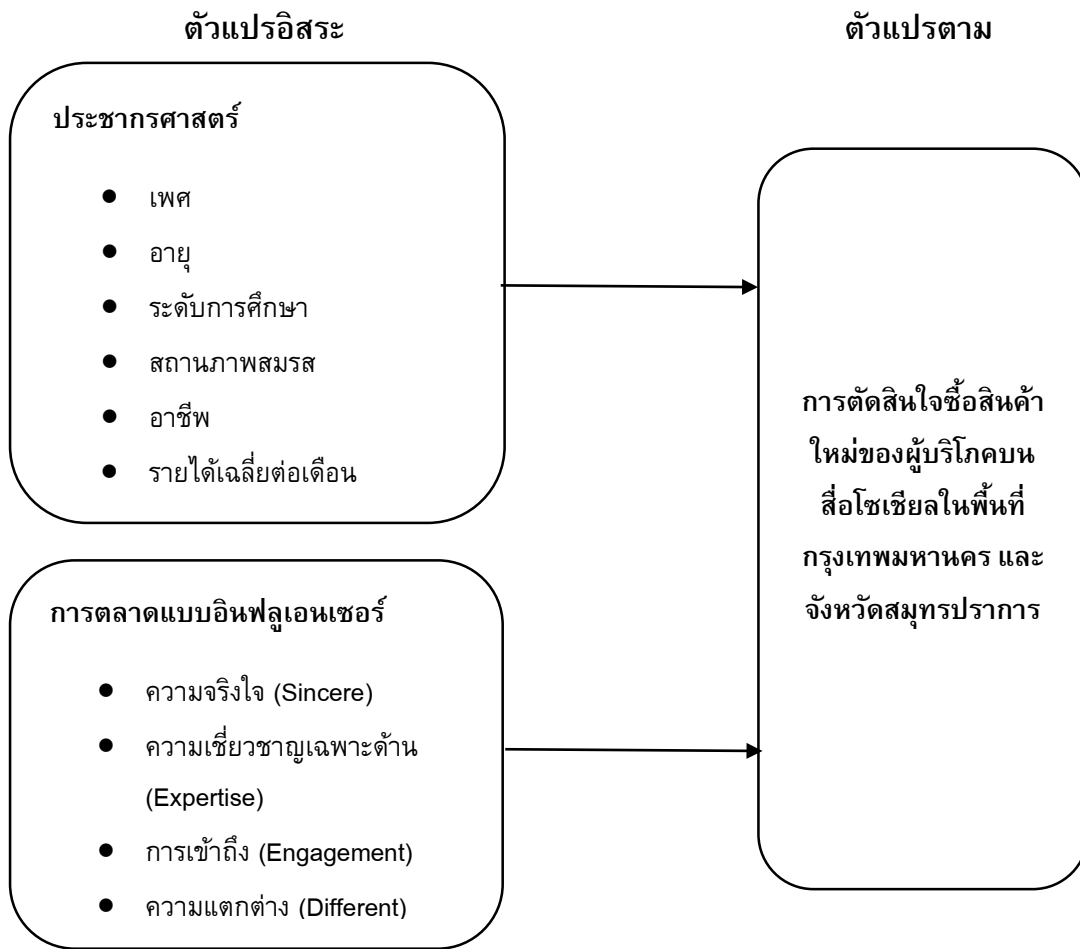 ตัวแปรอิสระ
ตัวแปรตาม
ประชากรศาสตร์
● เพศ
● อายุ
● ระดับการศึกษา
● สถานภาพสมรส
● อาชีพ
● รายได้เฉลี่ยต่อเดือน
การตลาดแบบอินฟลูเอนเซอร์
● ความจริงใจ (Sincere)
● ความเชี่ยวชาญเฉพาะด้าน
(Expertise)
● การเข้าถึง (Engagement)
● ความแตกต่าง (Different)
การตัดสินใจซื้อสินค้า
ใหม่ของผู้บริโภคบน
สื่อโซเชียลในพื้นที่
กรุงเทพมหานคร และ
จังหวัดสมุทรปราการ